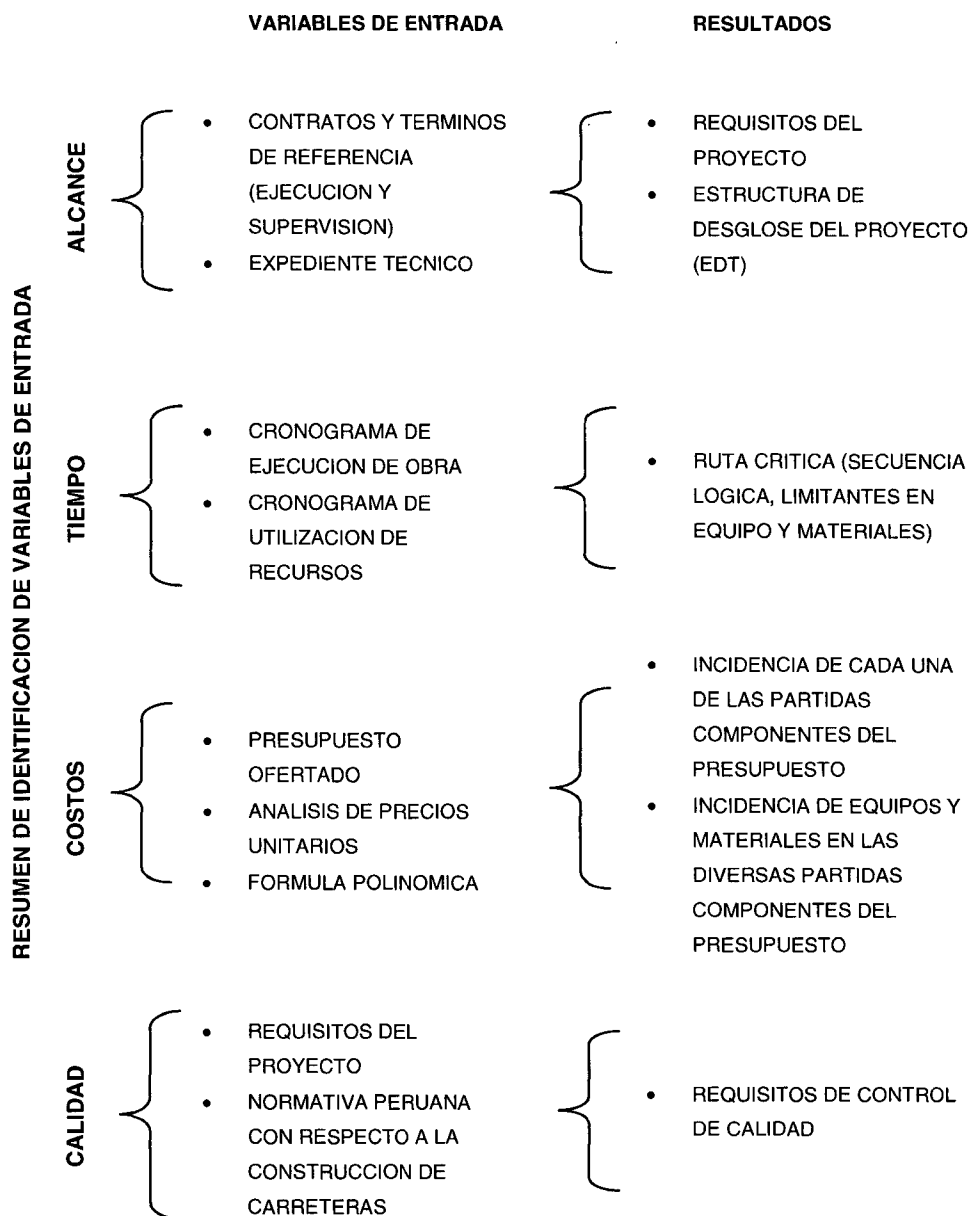 VARIABLES DE ENTRADA
RESULTADOS
RESUMEN DE IDENTIFICACION DE VARIABLES DE ENTRADA
ALCANCE
• CONTRATOS Y TERMINOS
DE REFERENCIA
(EJECUCION Y
SUPERVISION)
• EXPEDIENTE TECNICO
• REQUISITOS DEL
PROYECTO
• ESTRUCTURA DE
DESGLOSE DEL PROYECTO
(EDT)
TIEMPO
• CRONOGRAMA DE
EJECUCION DE OBRA
• CRONOGRAMA DE
UTILIZACION DE
RECURSOS
• RUTA CRITICA (SECUENCIA
LOGICA, LIMITANTES EN
EQUIPO Y MATERIALES)
COSTOS
• PRESUPUESTO
OFERTADO
• ANALISIS DE PRECIOS
UNITARIOS
• FORMULA POLINOMICA
• INCIDENCIA DE CADA UNA
DE LAS PARTIDAS
COMPONENTES DEL
PRESUPUESTO
• INCIDENCIA DE EQUIPOS Y
MATERIALES EN LAS
DIVERSAS PARTIDAS
COMPONENTES DEL
PRESUPUESTO
CALIDAD
• REQUISITOS DEL
PROYECTO
• NORMATIVA PERUANA
CON RESPECTO A LA
CONSTRUCCION DE
CARRETERAS
• REQUISITOS DE CONTROL
DE CALIDAD